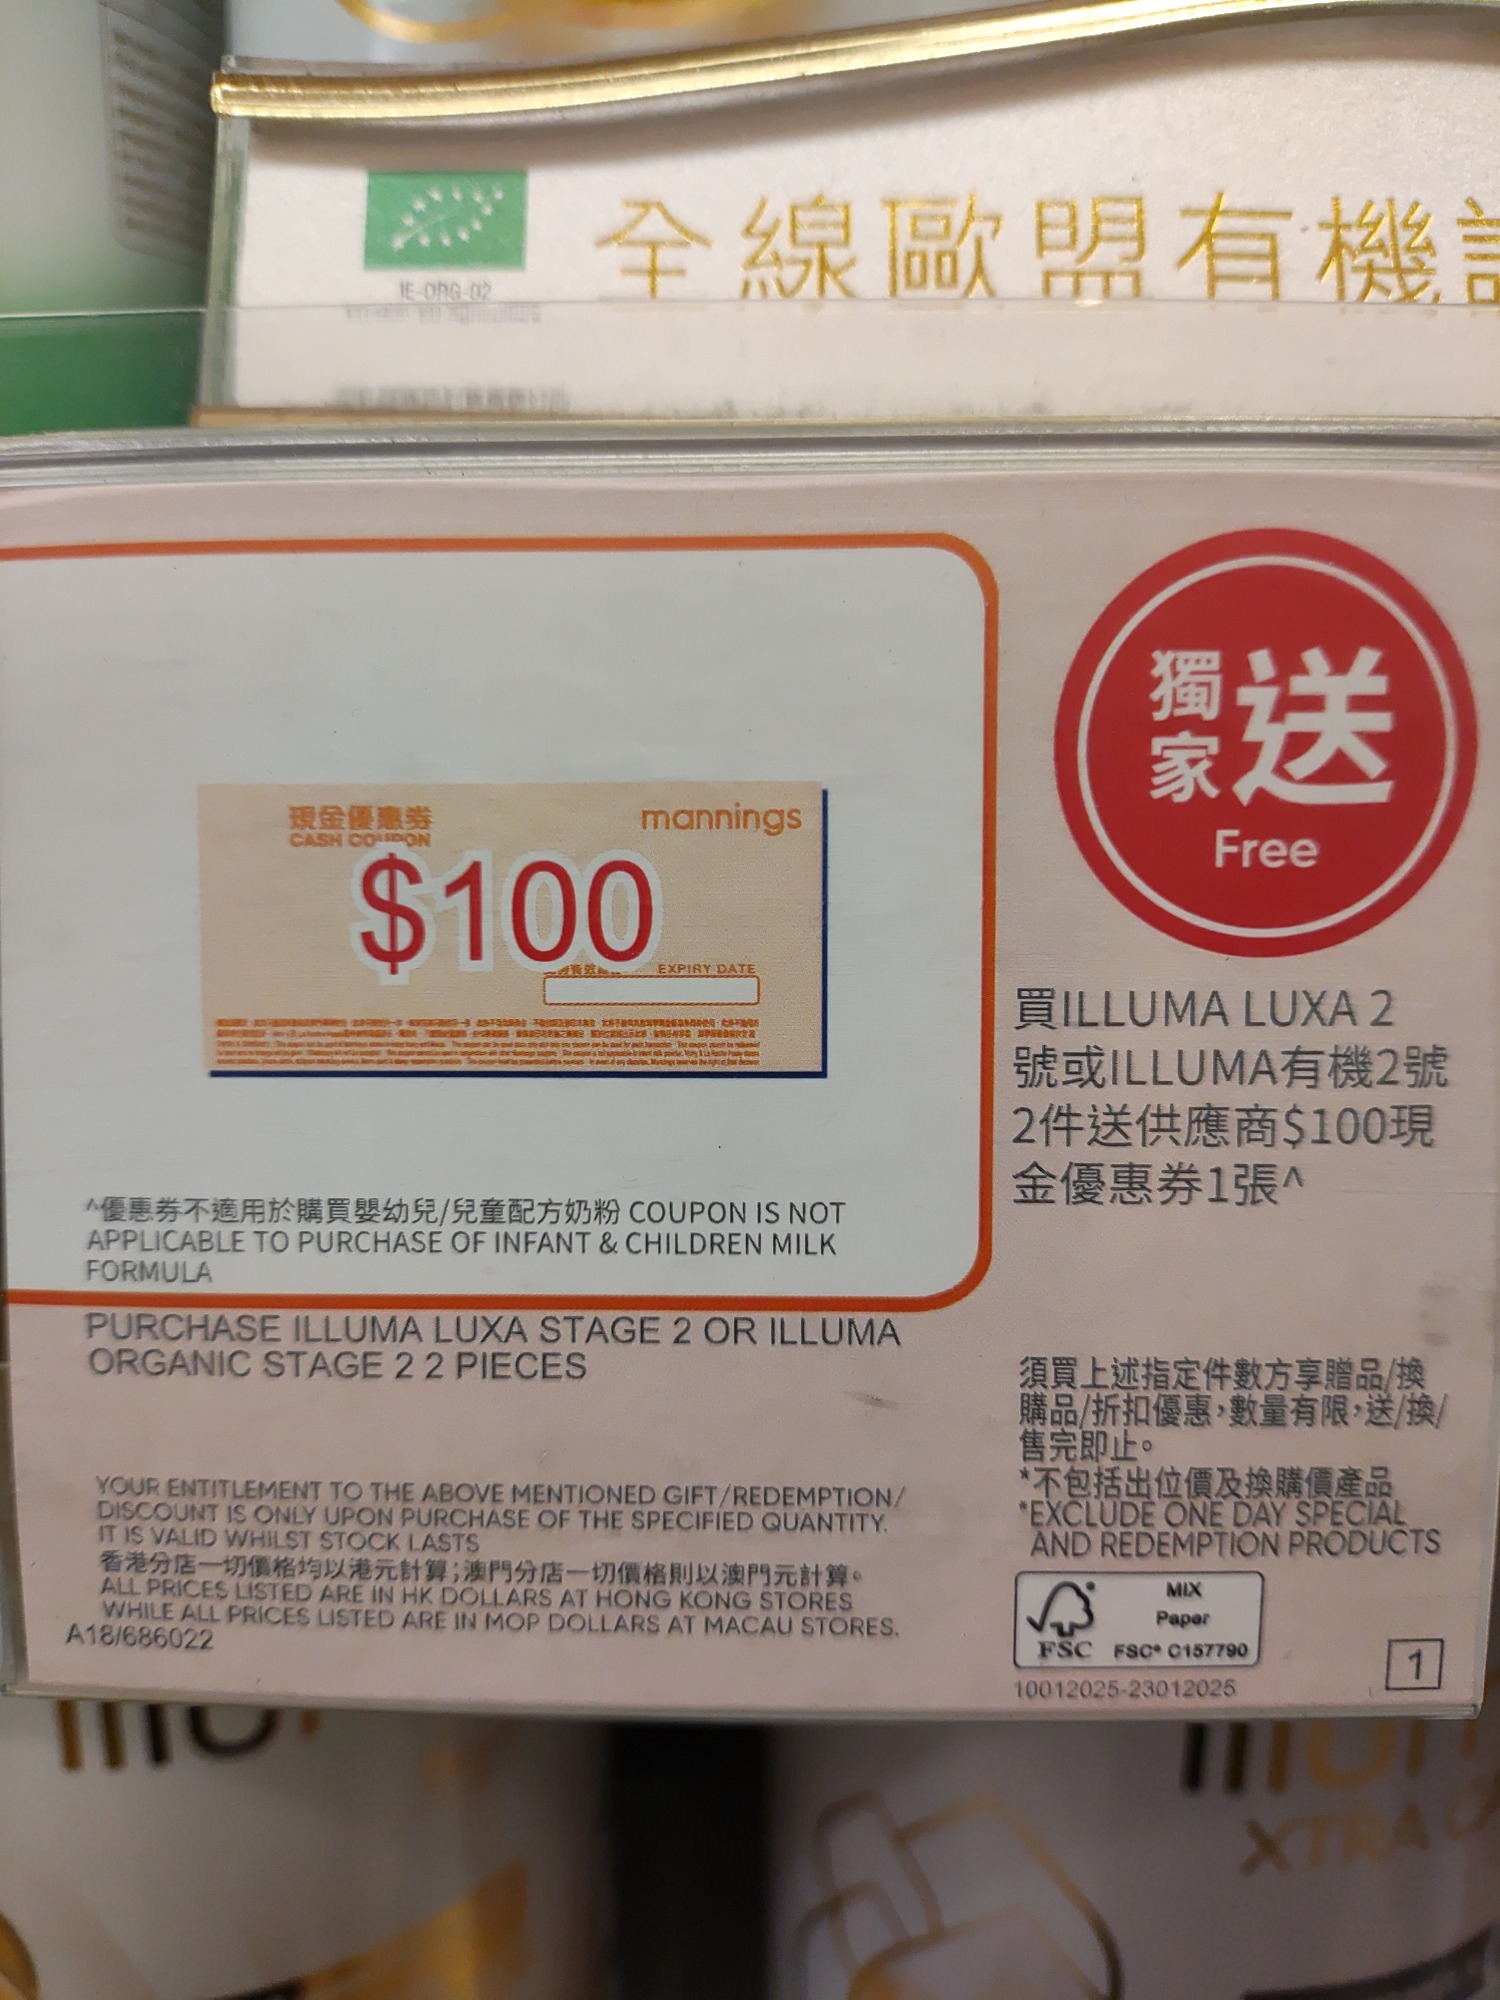 IE-ORG-02
全線歐盟有機
獨家送
Free
現金優惠券
CASH COUPON
mannings
$100
EXPIRY DATE
^優惠券不適用於購買嬰幼兒/兒童配方奶粉 COUPON IS NOT
APPLICABLE TO PURCHASE OF INFANT & CHILDREN MILK
FORMULA
PURCHASE ILLUMA LUXA STAGE 2 OR ILLUMA
ORGANIC STAGE 2 2 PIECES
買ILLUMA LUXA 2
號或ILLUMA有機2號
2件送供應商$100現
金優惠券1張^
須買上述指定件數方享贈品/換
購品/折扣優惠，數量有限，送/換/
售完即止。
*不包括出位價及換購價產品
*EXCLUDE ONE DAY SPECIAL
AND REDEMPTION PRODUCTS
YOUR ENTITLEMENT TO THE ABOVE MENTIONED GIFT/REDEMPTION/
DISCOUNT IS ONLY UPON PURCHASE OF THE SPECIFIED QUANTITY.
IT IS VALID WHILST STOCK LASTS
香港分店一切價格均以港元計算；澳門分店一切價格則以澳門元計算。
ALL PRICES LISTED ARE IN HK DOLLARS AT HONG KONG STORES
WHILE ALL PRICES LISTED ARE IN MOP DOLLARS AT MACAU STORES.
A18/686022
MIX
Paper
FSC
FSC® C157790
10012025-23012025
1
XTRA